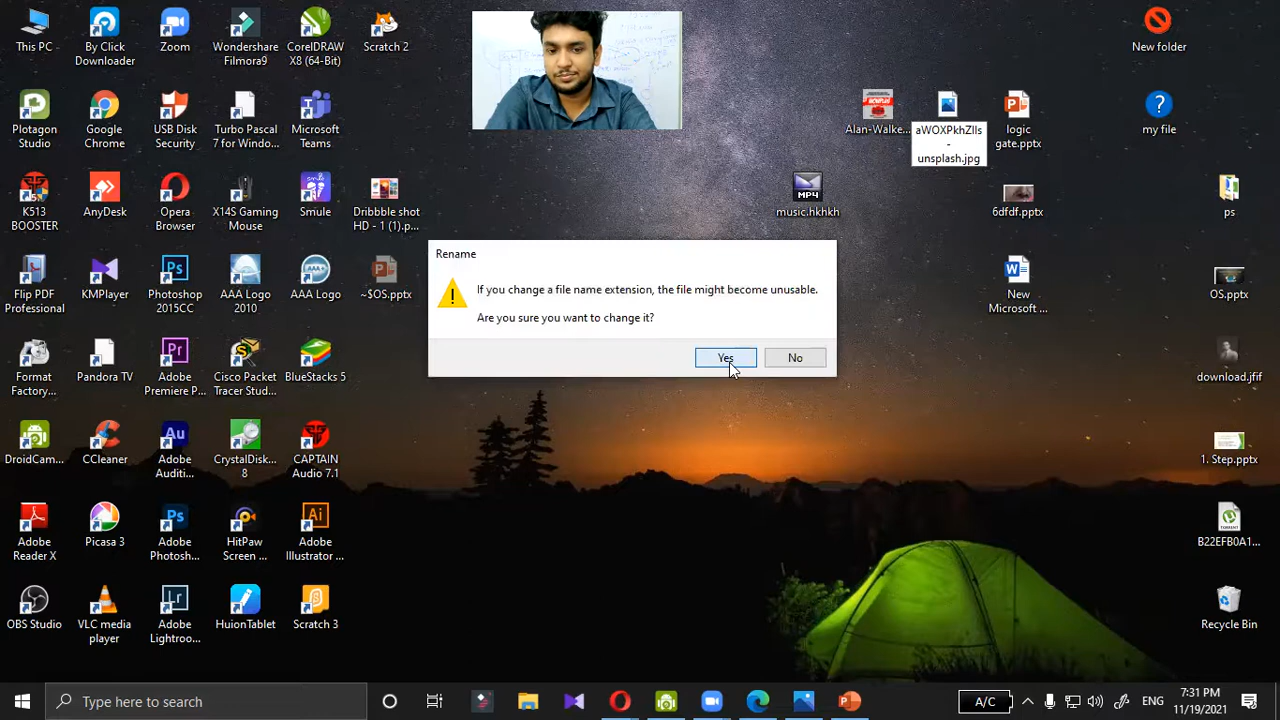 This PC
By Click
Downloader
Zoom
Wondershare
Filmora9
CorelDRAW
X8 (64-Bit)
Scratch 2
New folder
Plotagon
Studio
Google
Chrome
USB Disk
Security
Turbo Pascal
7 for Windo...
Microsoft
Teams
Alan-Walke...
aWOXPkhZlls
-
unsplash.jpg
logic
gate.pptx
my file
K513
BOOSTER
AnyDesk
Opera
Browser
X14S Gaming
Mouse
Smule
Dribbble shot
HD - 1 (1).p...
MP4
music.hkhkh
6dfdf.pptx
ps
Rename
If you change a file name extension, the file might become unusable.
Are you sure you want to change it?
Yes
No
Flip PDF
Professional
KMPlayer
Photoshop
2015CC
AAA Logo
2010
AAA Logo
~$OS.pptx
New
Microsoft ...
OS.pptx
Format
Factory...
Pandora TV
Adobe
Premiere P...
Cisco Packet
Tracer Stud...
BlueStacks 5
download.jfif
DroidCam...
CCleaner
Adobe
Auditi...
CrystalDisk...
8
CAPTAIN
Audio 7.1
1. Step.pptx
Adobe
Reader X
Picasa 3
Adobe
Photosh...
HitPaw
Screen ...
Adobe
Illustrator ...
B22EFB0A1...
OBS Studio
VLC media
player
Adobe
Lightroo...
HuionTablet
Scratch 3
Recycle Bin
Type here to search
A/C
ENG
7:31 PM
11/19/2021